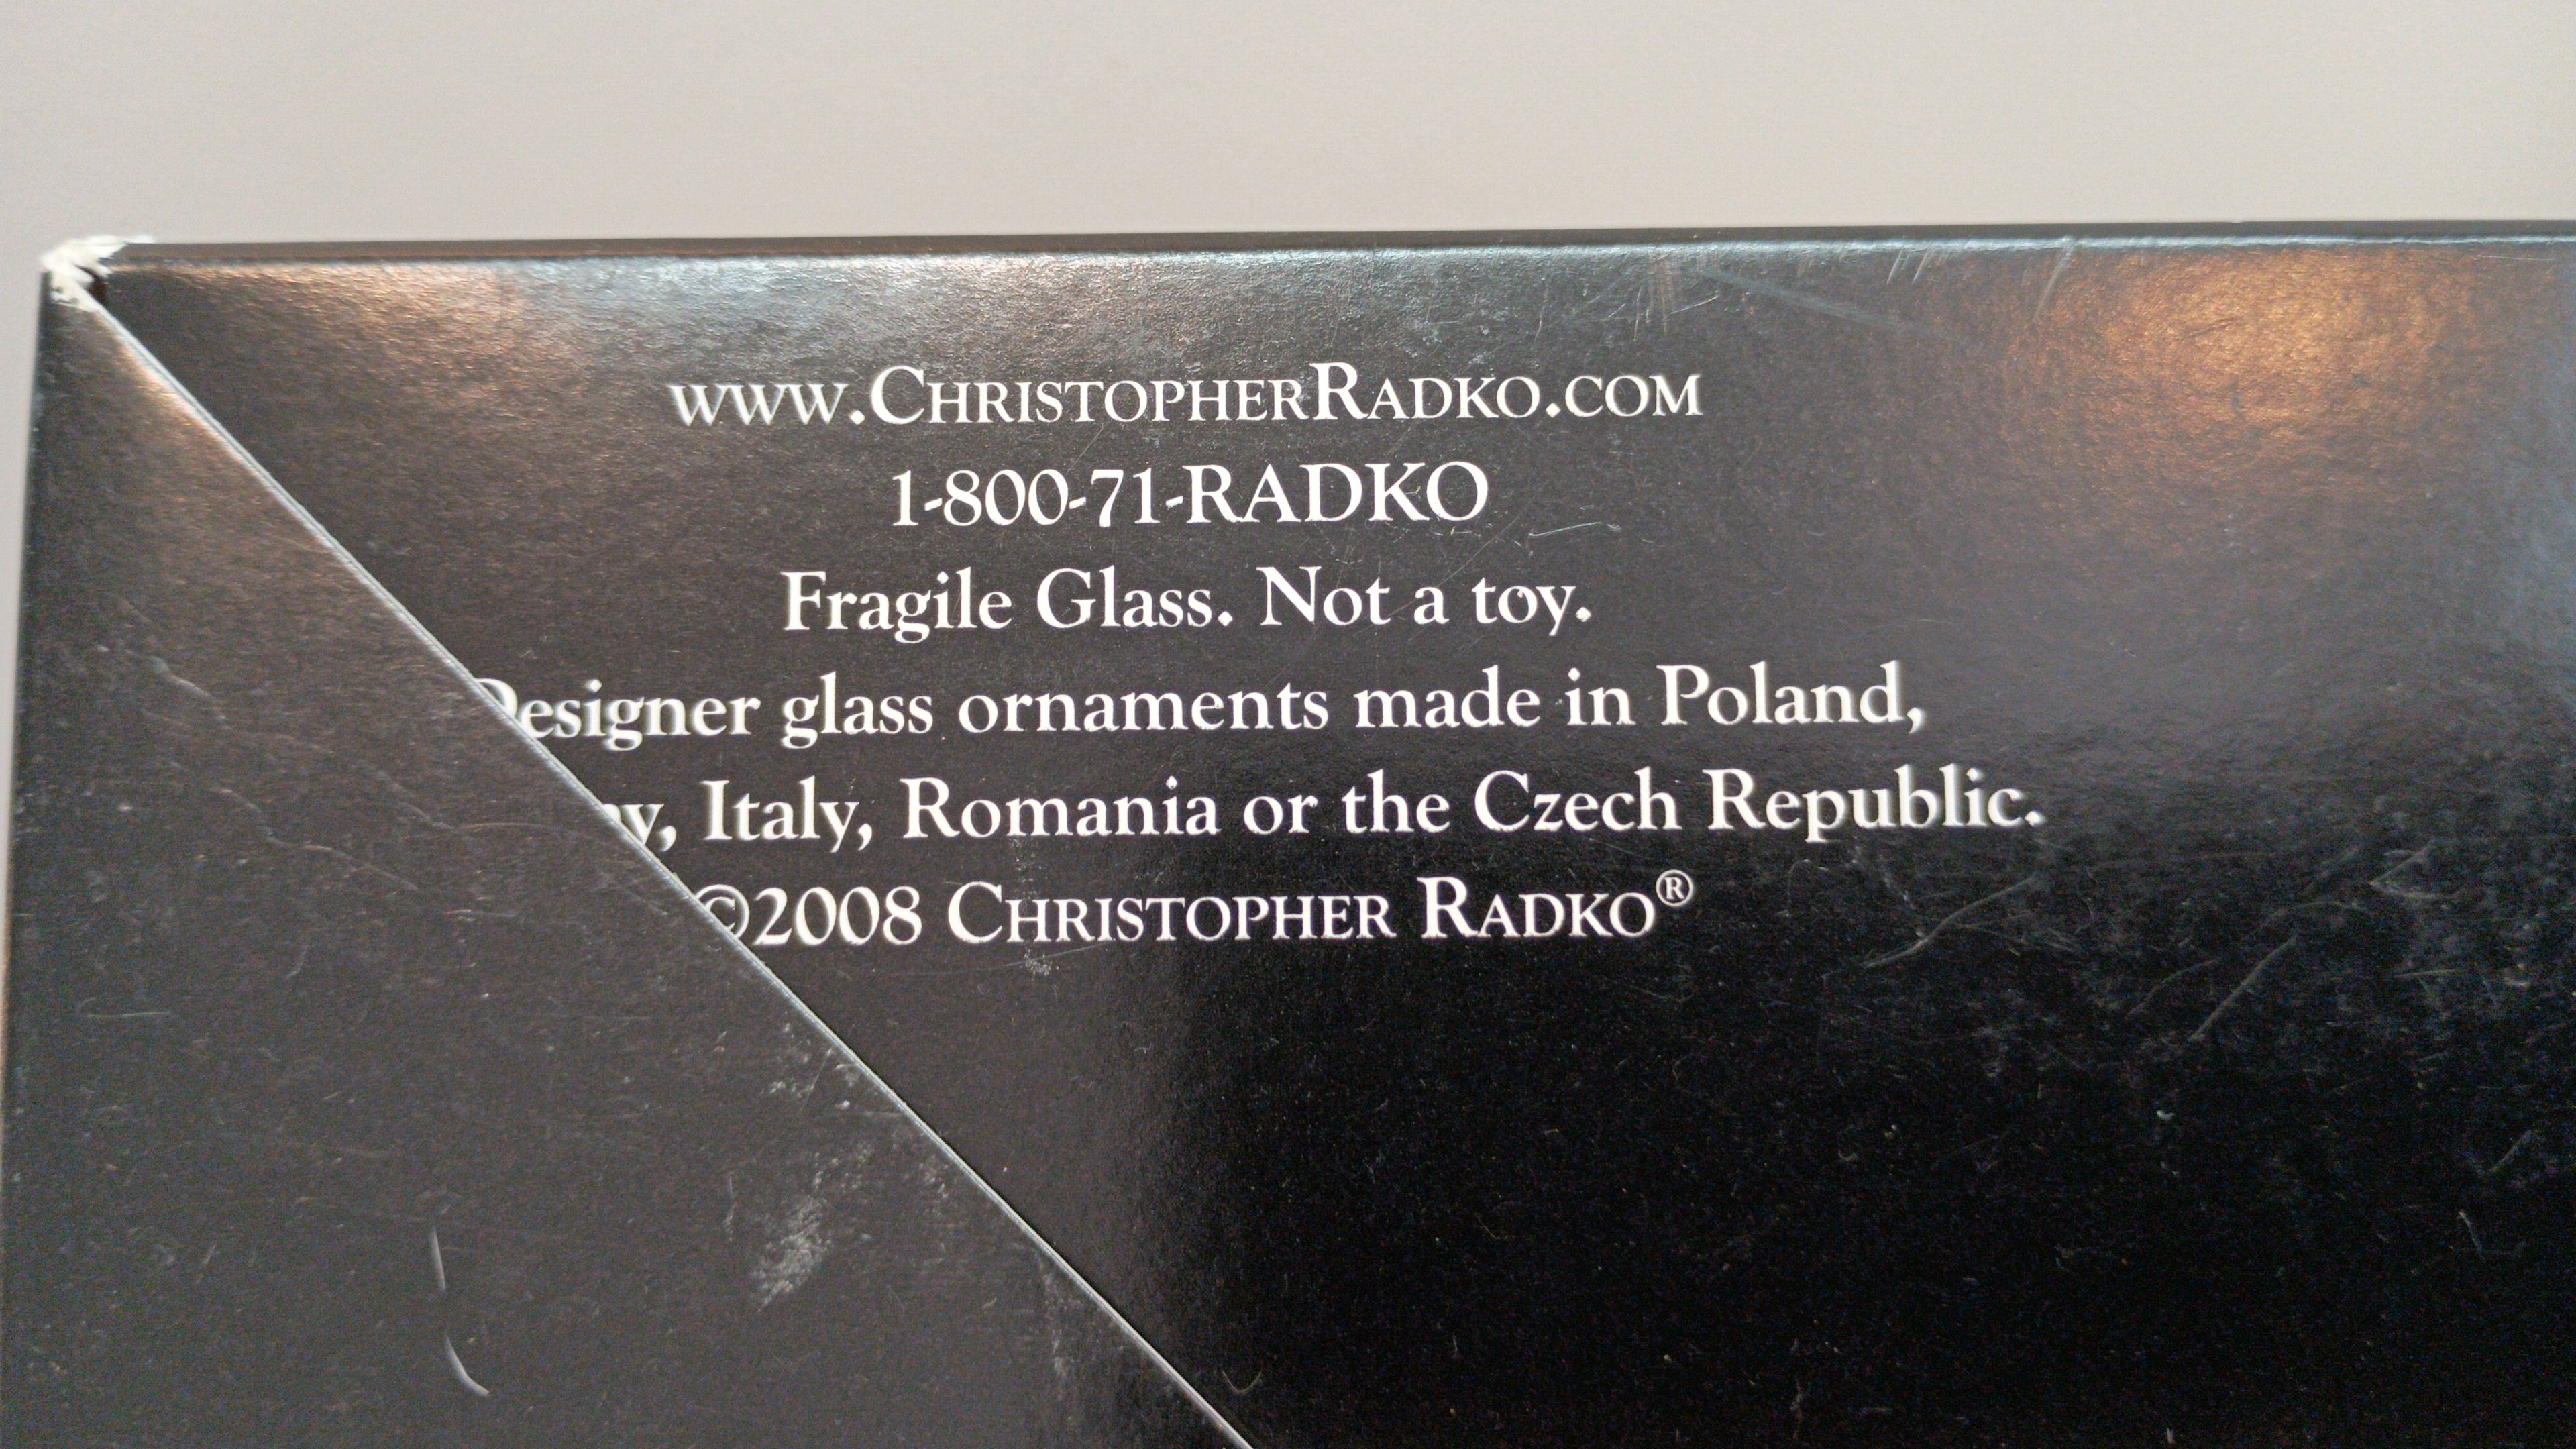 www.ChristopherRadko.com
1-800-71-RADKO
Fragile Glass. Not a toy.
Designer glass ornaments made in Poland,
Italy, Romania or the Czech Republic.
©2008 Christopher Radko®